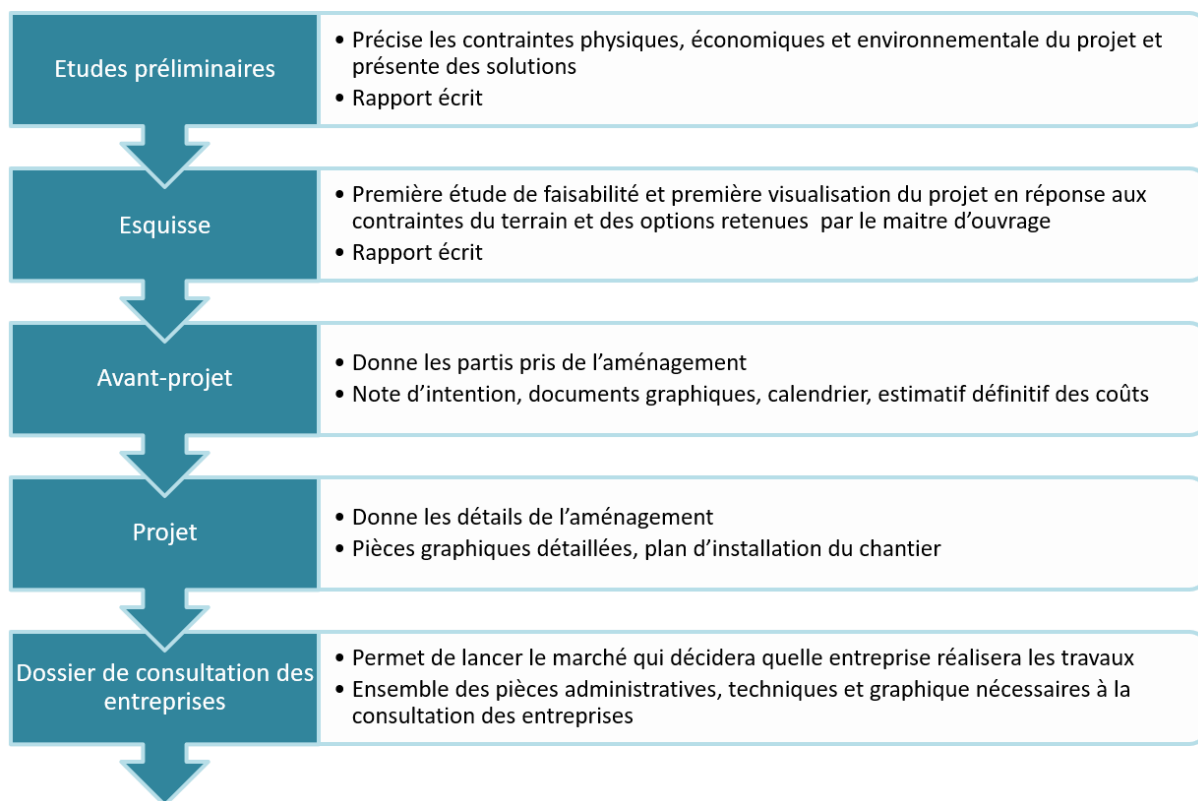 Etudes préliminaires
• Précise les contraintes physiques, économiques et environnementale du projet et
présente des solutions
• Rapport écrit
Esquisse
• Première étude de faisabilité et première visualisation du projet en réponse aux
contraintes du terrain et des options retenues par le maitre d’ouvrage
• Rapport écrit
Avant-projet
• Donne les partis pris de l’aménagement
• Note d’intention, documents graphiques, calendrier, estimatif définitif des coûts
Projet
• Donne les détails de l’aménagement
• Pièces graphiques détaillées, plan d’installation du chantier
Dossier de consultation des
entreprises
• Permet de lancer le marché qui décidera quelle entreprise réalisera les travaux
• Ensemble des pièces administratives, techniques et graphique nécessaires à la
consultation des entreprises